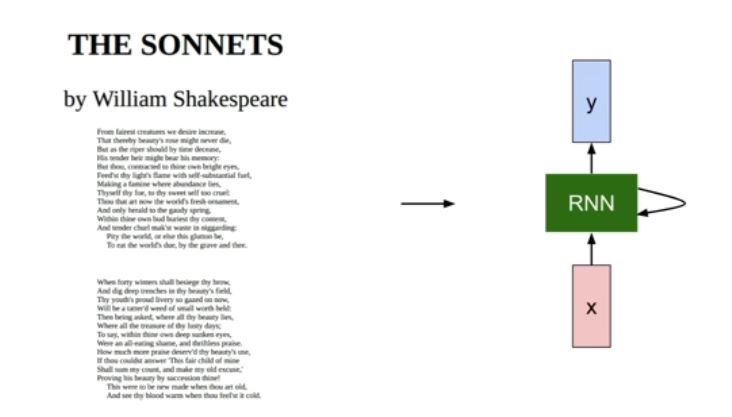 THE SONNETS
by William Shakespeare
From fairest creatures we desire increase,
That thereby beauty's rose might never die,
But as the riper should by time decease,
His tender heir might bear his memory:
But thou, contracted to thine own bright eyes,
Feed'st thy light's flame with self-substantial fuel,
Making a famine where abundance lies,
Thyself thy foe, to thy sweet self too cruel:
Thou that art now the world's fresh ornament,
And only herald to the gaudy spring,
Within thine own bud buriest thy content,
And tender churl mak'st waste in niggarding:
Pity the world, or else this glutton be,
To eat the world's due, by the grave and thee.
When forty winters shall besiege thy brow,
And dig deep trenches in thy beauty's field,
Thy youth's proud livery so gazed on now,
Will be a tatter'd weed of small worth held:
Then being asked, where all thy beauty lies,
Where all the treasure of thy lusty days;
To say, within thine own deep sunken eyes,
Were an all-eating shame, and thriftless praise.
How much more praise deserv'd thy beauty's use,
If thou couldst answer 'This fair child of mine
Shall sum my count, and make my old excuse,'
Proving his beauty by succession thine!
This were to be new made when thou art old,
And see thy blood warm when thou feel'st it cold.
y
RNN
x